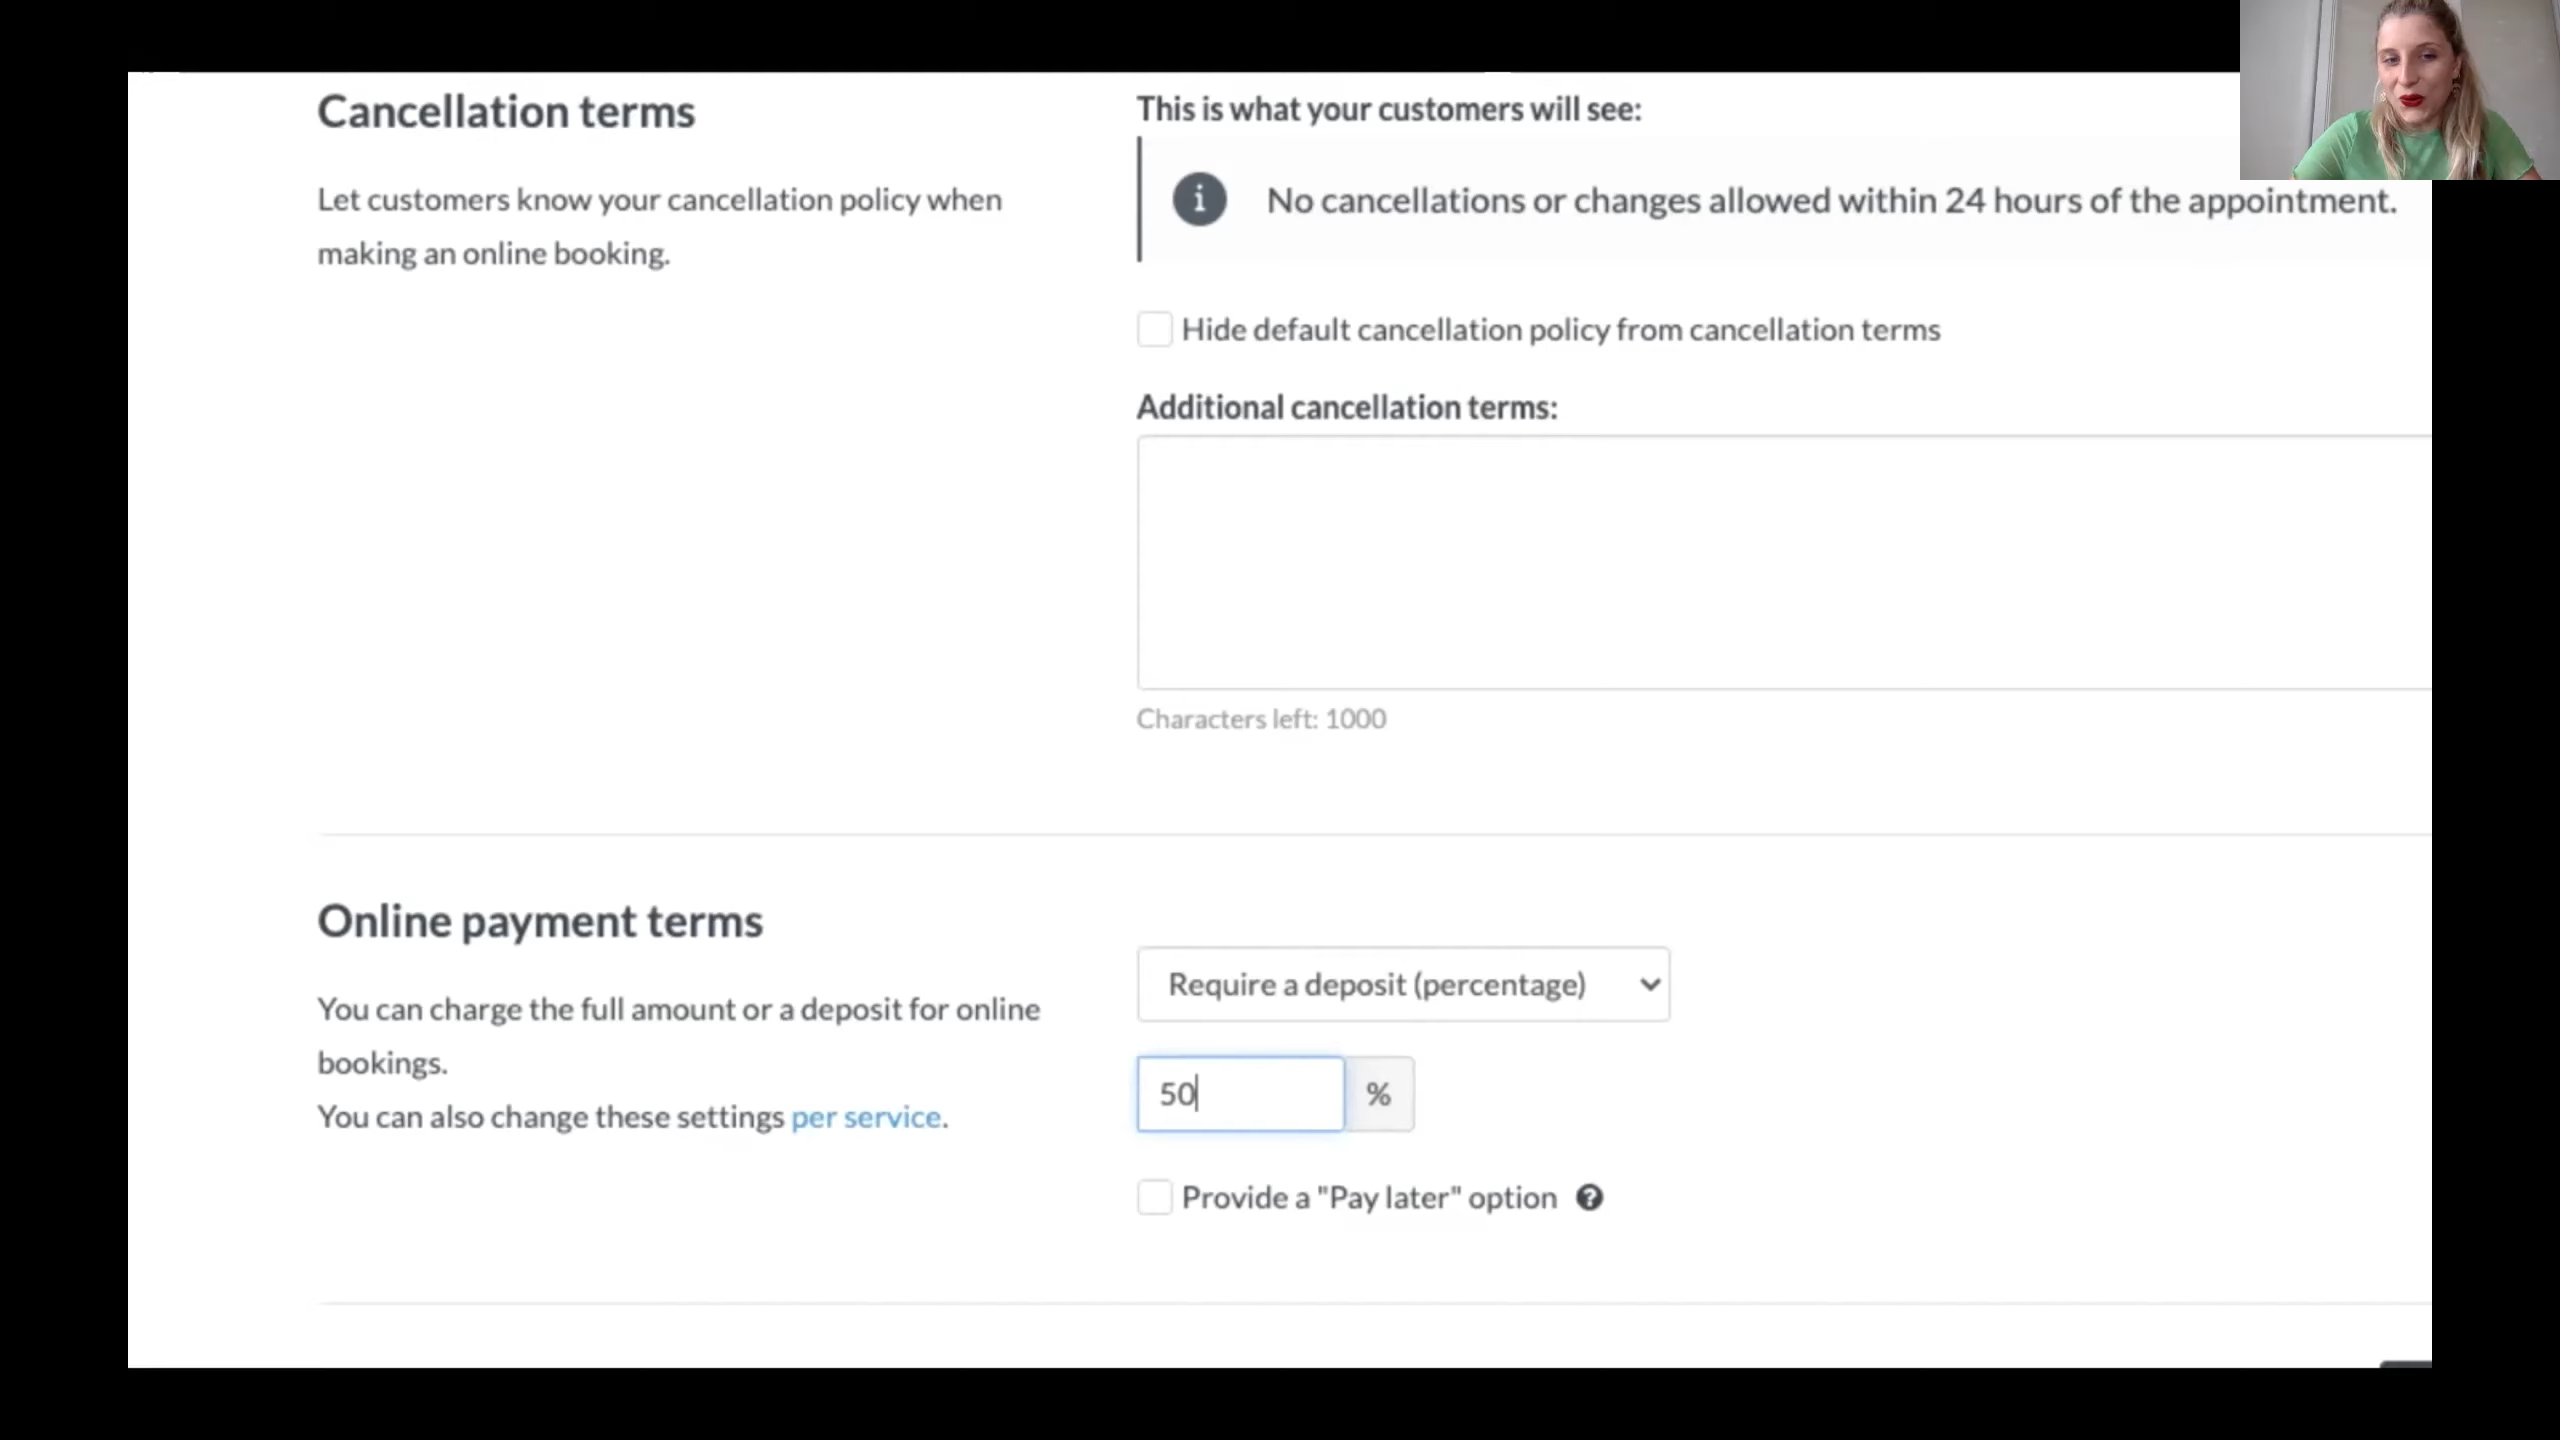 Cancellation terms
Let customers know your cancellation policy when
making an online booking.
This is what your customers will see:
i
No cancellations or changes allowed within 24 hours of the appointment.
Hide default cancellation policy from cancellation terms
Additional cancellation terms:
Characters left: 1000
Online payment terms
You can charge the full amount or a deposit for online
bookings.
You can also change these settings per service.
Require a deposit (percentage)
50 %
Provide a "Pay later" option ?